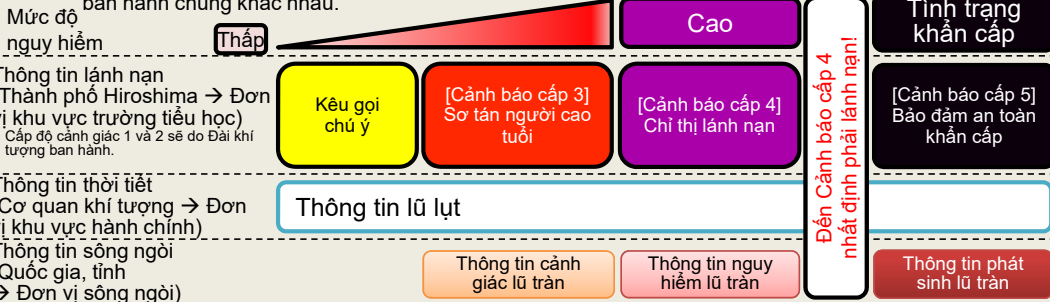 ban hành chung khác nhau.
Mức độ
nguy hiểm
Thấp
Cao
Tình trạng
khẩn cấp
Thông tin lánh nạn
Thành phố Hiroshima → Đơn
vị khu vực trường tiểu học)
Cấp độ cảnh giác 1 và 2 sẽ do Đài khí
tượng ban hành.
Kêu gọi
chú ý
[Cảnh báo cấp 3]
Sơ tán người cao
tuổi
[Cảnh báo cấp 4]
Chỉ thị lánh nạn
Đến Cảnh báo cấp 4
nhất định phải lánh nạn!
[Cảnh báo cấp 5]
Bảo đảm an toàn
khẩn cấp
Thông tin thời tiết
Cơ quan khí tượng → Đơn
vị khu vực hành chính)
Thông tin lũ lụt
Thông tin sông ngòi
Quốc gia, tỉnh
→ Đơn vị sông ngòi)
Thông tin cảnh
giác lũ tràn
Thông tin nguy
hiểm lũ tràn
Thông tin phát
sinh lũ tràn